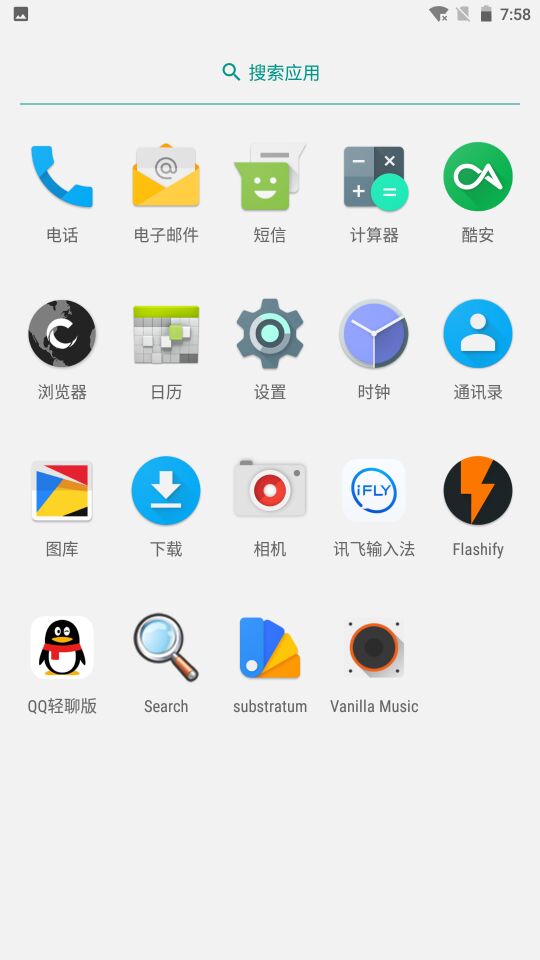 7:58
搜索应用
电话
电子邮件
短信
计算器
酷安
浏览器
日历
设置
时钟
通讯录
iFLY
图库
下载
相机
讯飞输入法
Flashify
QQ轻聊版
Search
substratum
Vanilla Music